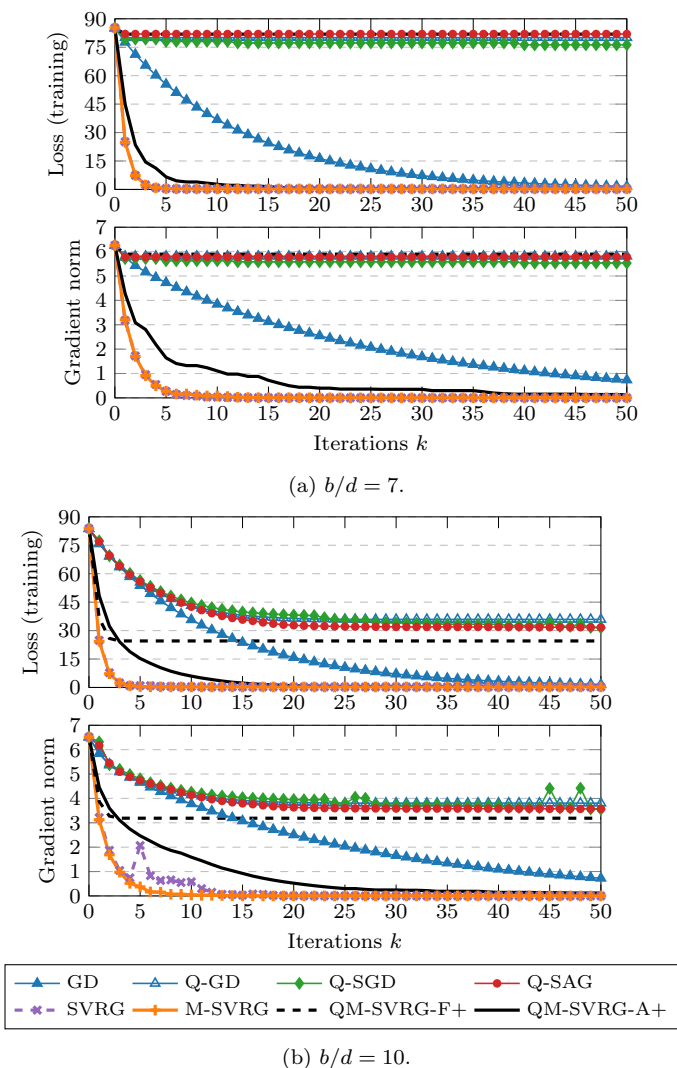 90
75
60
45
30
15
0
Loss (training)
0 5 10 15 20 25 30 35 40 45 50
7
6
5
4
3
2
1
0
Gradient norm
0 5 10 15 20 25 30 35 40 45 50
Iterations k
(a) b/d = 7.
90
75
60
45
30
15
0
Loss (training)
0 5 10 15 20 25 30 35 40 45 50
7
6
5
4
3
2
1
0
Gradient norm
0 5 10 15 20 25 30 35 40 45 50
Iterations k
GD Q-GD Q-SGD Q-SAG
SVRG M-SVRG QM-SVRG-F+ QM-SVRG-A+
(b) b/d = 10.